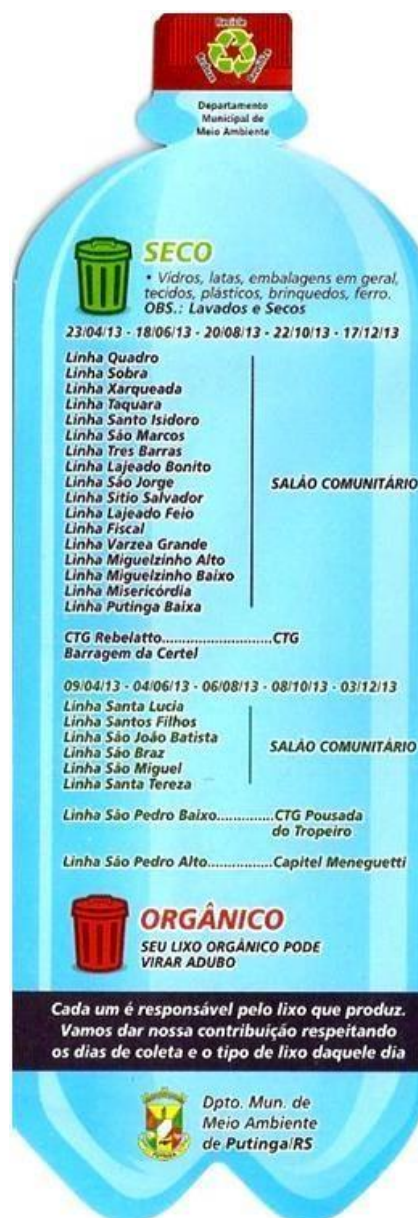 Recicle
Reduza
Reutilize
Departamento
Municipal de
Meio Ambiente
SECO
• Vidros, latas, embalagens em geral,
tecidos, plásticos, brinquedos, ferro.
OBS.: Lavados e Secos
23/04/13 - 18/06/13 - 20/08/13 - 22/10/13 - 17/12/13
Linha Quadro
Linha Sobra
Linha Xarqueada
Linha Taquara
Linha Santo Isidoro
Linha São Marcos
Linha Tres Barras
Linha Lajeado Bonito
Linha São Jorge
SALÃO COMUNITÁRIO
Linha Sitio Salvador
Linha Lajeado Feio
Linha Fiscal
Linha Varzea Grande
Linha Miguelzinho Alto
Linha Miguelzinho Baixo
Linha Misericórdia
Linha Putinga Baixa
CTG Rebelatto...........................CTG
Barragem da Certel
09/04/13 - 04/06/13 - 06/08/13 - 08/10/13 - 03/12/13
Linha Santa Lucia
Linha Santos Filhos
Linha São João Batista
Linha São Braz
SALÃO COMUNITÁRIO
Linha São Miguel
Linha Santa Tereza
Linha São Pedro Baixo..............CTG Pousada
do Tropeiro
Linha São Pedro Alto................Capitel Meneguetti
ORGÂNICO
SEU LIXO ORGÂNICO PODE
VIRAR ADUBO
Cada um é responsável pelo lixo que produz.
Vamos dar nossa contribuição respeitando
os dias de coleta e o tipo de lixo daquele dia
Dpto. Mun. de
Meio Ambiente
de Putinga/RS